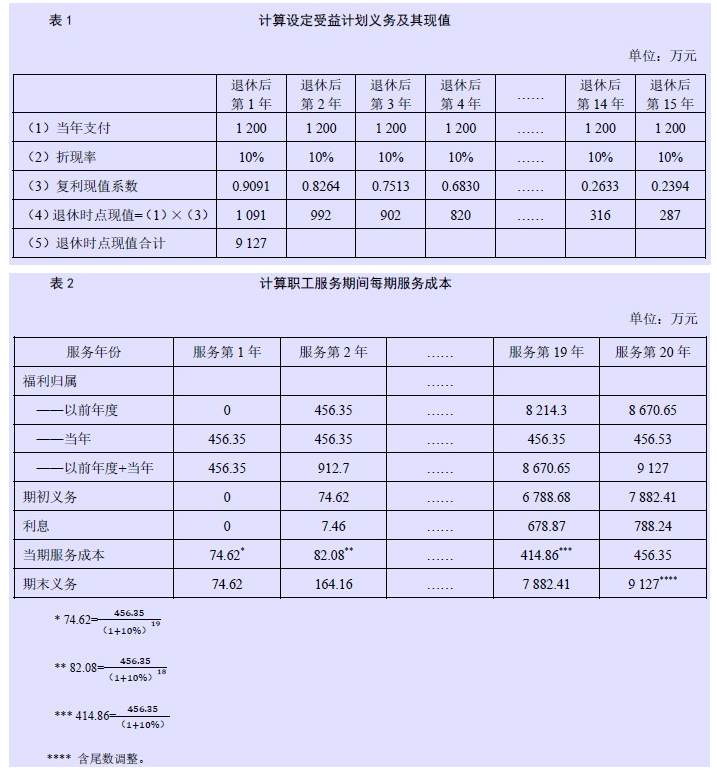 表 1 计算设定受益计划义务及其现值
单位：万元
退休后第 1 年 退休后第 2 年 退休后第 3 年 退休后第 4 年 …… 退休后第 14 年 退休后第 15 年
（1）当年支付 1 200 1 200 1 200 1 200 …… 1 200 1 200
（2）折现率 10% 10% 10% 10% …… 10% 10%
（3）复利现值系数 0.9091 0.8264 0.7513 0.6830 …… 0.2633 0.2394
（4）退休时点现值=（1）×（3） 1 091 992 902 820 …… 316 287
（5）退休时点现值合计 9 127
表 2 计算职工服务期间每期服务成本
单位：万元
服务年份 服务第 1 年 服务第 2 年 …… 服务第 19 年 服务第 20 年
福利归属 ……
——以前年度 0 456.35 …… 8 214.3 8 670.65
——当年 456.35 456.35 …… 456.35 456.53
——以前年度+当年 456.35 912.7 …… 8 670.65 9 127
期初义务 0 74.62 …… 6 788.68 7 882.41
利息 0 7.46 …… 678.87 788.24
当期服务成本 74.62* 82.08** …… 414.86*** 456.35
期末义务 74.62 164.16 …… 7 882.41 9 127****
* 74.62=456.35/（1+10%）^19
** 82.08=456.35/（1+10%）^18
*** 414.86=456.35/（1+10%）
**** 含尾数调整。